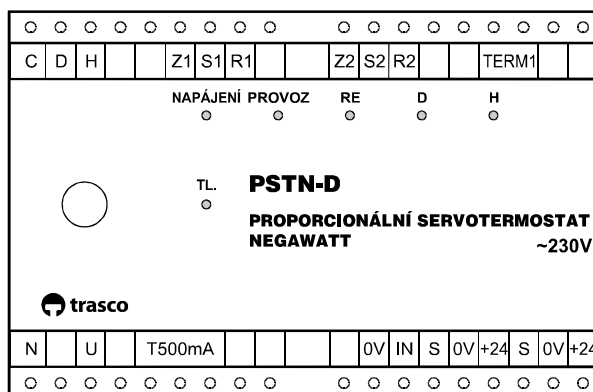 C D H Z1 S1 R1 Z2 S2 R2 TERM1
NAPÁJENÍ PROVOZ RE D H
TL. PSTN-D
PROPORCIONÁLNÍ SERVOTERMOSTAT
NEGAWATT ~230V
trasco
N U T500mA 0V IN S 0V +24 S 0V +24